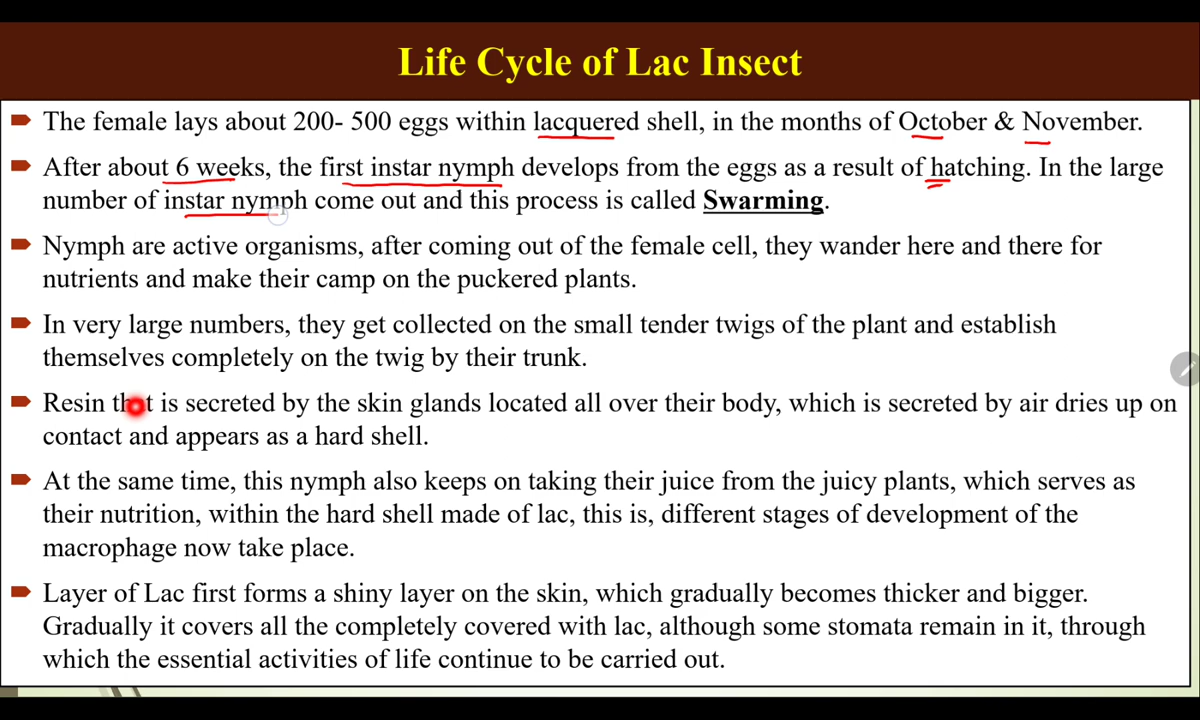 Life Cycle of Lac Insect
The female lays about 200- 500 eggs within lacquered shell, in the months of October & November.
After about 6 weeks, the first instar nymph develops from the eggs as a result of hatching. In the large
number of instar nymph come out and this process is called Swarming.
Nymph are active organisms, after coming out of the female cell, they wander here and there for
nutrients and make their camp on the puckered plants.
In very large numbers, they get collected on the small tender twigs of the plant and establish
themselves completely on the twig by their trunk.
Resin that is secreted by the skin glands located all over their body, which is secreted by air dries up on
contact and appears as a hard shell.
At the same time, this nymph also keeps on taking their juice from the juicy plants, which serves as
their nutrition, within the hard shell made of lac, this is, different stages of development of the
macrophage now take place.
Layer of Lac first forms a shiny layer on the skin, which gradually becomes thicker and bigger.
Gradually it covers all the completely covered with lac, although some stomata remain in it, through
which the essential activities of life continue to be carried out.